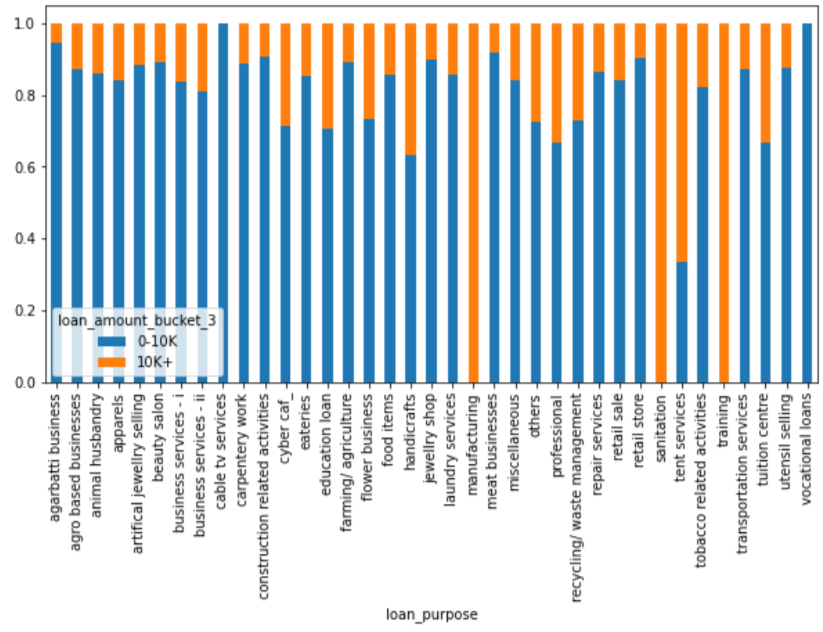 1.0
0.8
0.6
0.4
0.2
0.0
loan_amount_bucket_3
0-10K
10K+
agarbatti business
agro based businesses
animal husbandry
apparels
artifical jewellry selling
beauty salon
business services - i
business services - ii
cable tv services
carpentery work
construction related activities
cyber caf_
eateries
education loan
farming/ agriculture
flower business
food items
handicrafts
jewellry shop
laundry services
manufacturing
meat businesses
miscellaneous
others
professional
recycling/ waste management
repair services
retail sale
retail store
sanitation
tent services
tobacco related activities
training
transportation services
tuition centre
utensil selling
vocational loans
loan_purpose